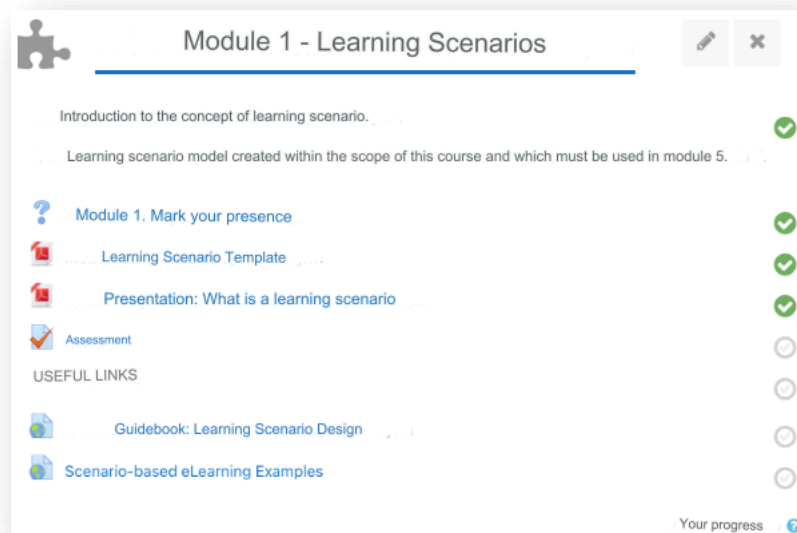 Module 1 - Learning Scenarios
Introduction to the concept of learning scenario.
Learning scenario model created within the scope of this course and which must be used in module 5.
Module 1. Mark your presence
Learning Scenario Template
Presentation: What is a learning scenario
Assessment
USEFUL LINKS
Guidebook: Learning Scenario Design
Scenario-based eLearning Examples
Your progress